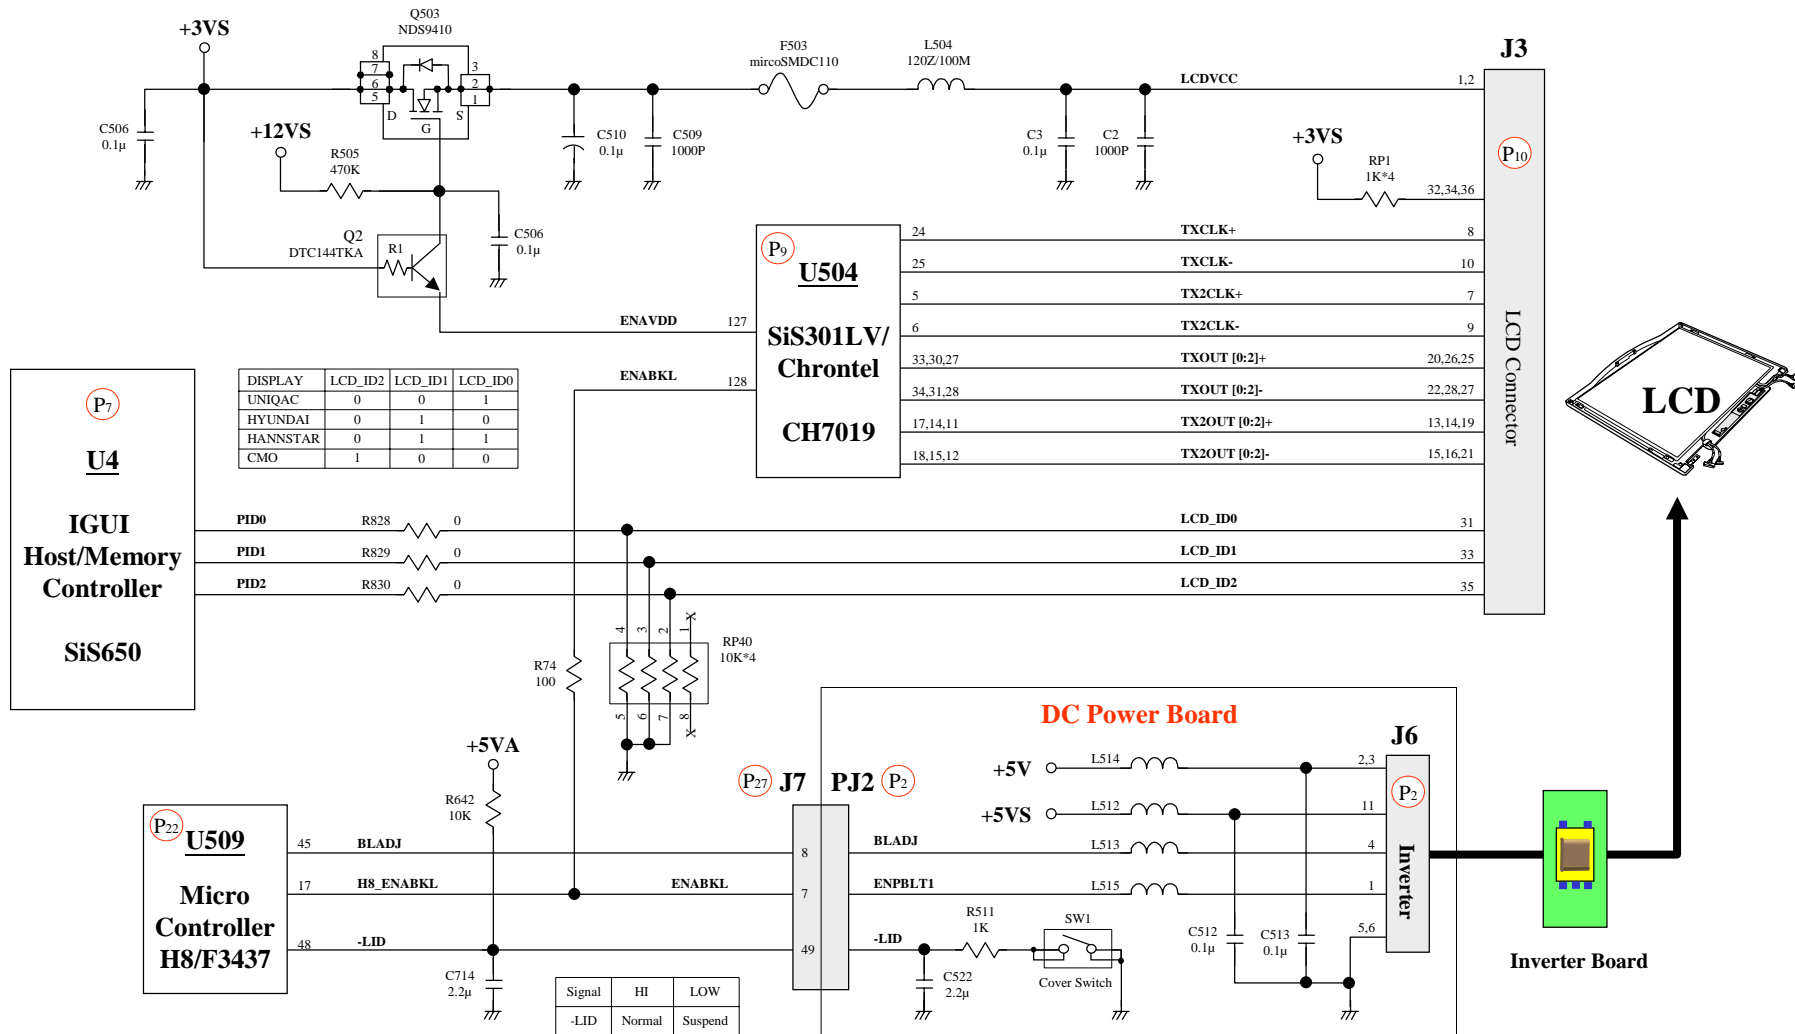 Q503
NDS9410
+3VS
8
7
6
5
3
2
1
D
G
S
F503
mircoSMDC110
L504
120Z/100M
LCDVCC
1,2
J3
C506
0.1µ
+12VS
R505
470K
C510
0.1µ
C509
1000P
C3
0.1µ
C2
1000P
+3VS
RP1
1K*4
32,34,36
P10
Q2
DTC144TKA
R1
C506
0.1µ
P9
U504
SiS301LV/
Chrontel
CH7019
24 TXCLK+ 8
25 TXCLK- 10
5 TX2CLK+ 7
6 TX2CLK- 9
33,30,27 TXOUT [0:2]+ 20,26,25
34,31,28 TXOUT [0:2]- 22,28,27
17,14,11 TX2OUT [0:2]+ 13,14,19
18,15,12 TX2OUT [0:2]- 15,16,21
LCD Connector
LCD
ENAVDD 127
ENABKL 128
DISPLAY LCD_ID2 LCD_ID1 LCD_ID0
UNIQAC 0 0 1
HYUNDAI 0 1 0
HANNSTAR 0 1 1
CMO 1 0 0
P7
U4
IGUI
Host/Memory
Controller
SiS650
PID0 R828 0 LCD_ID0 31
PID1 R829 0 LCD_ID1 33
PID2 R830 0 LCD_ID2 35
4 3 2 1 X
RP40
10K*4
5 6 7 8 X
R74
100
+5VA
R642
10K
P22
U509
Micro
Controller
H8/F3437
45 BLADJ 8
17 H8_ENABKL ENABKL 7
48 -LID 49
C714
2.2µ
Signal HI LOW
-LID Normal Suspend
P27 J7 PJ2 P2
DC Power Board
J6
+5V L514 2,3
+5VS L512 11
P2
BLADJ L513 4
ENPBLT1 L515 1
5,6
Inverter
-LID
R511
1K
SW1
Cover Switch
C522
2.2µ
C512
0.1µ
C513
0.1µ
Inverter Board